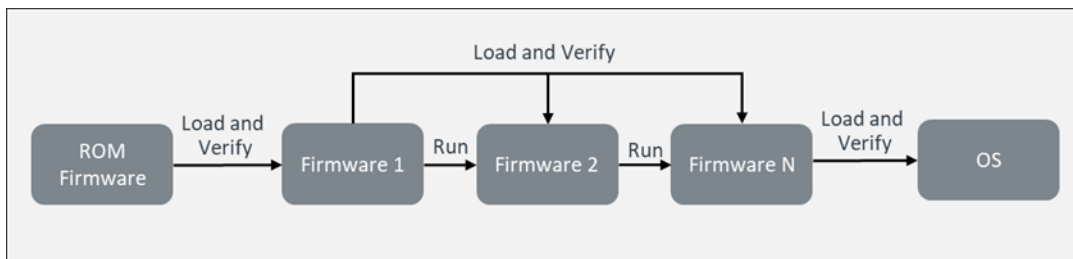 Load and Verify
Load and
Verify
ROM
Firmware
Firmware 1
Run
Firmware 2
Run
Firmware N
Load and
Verify
OS